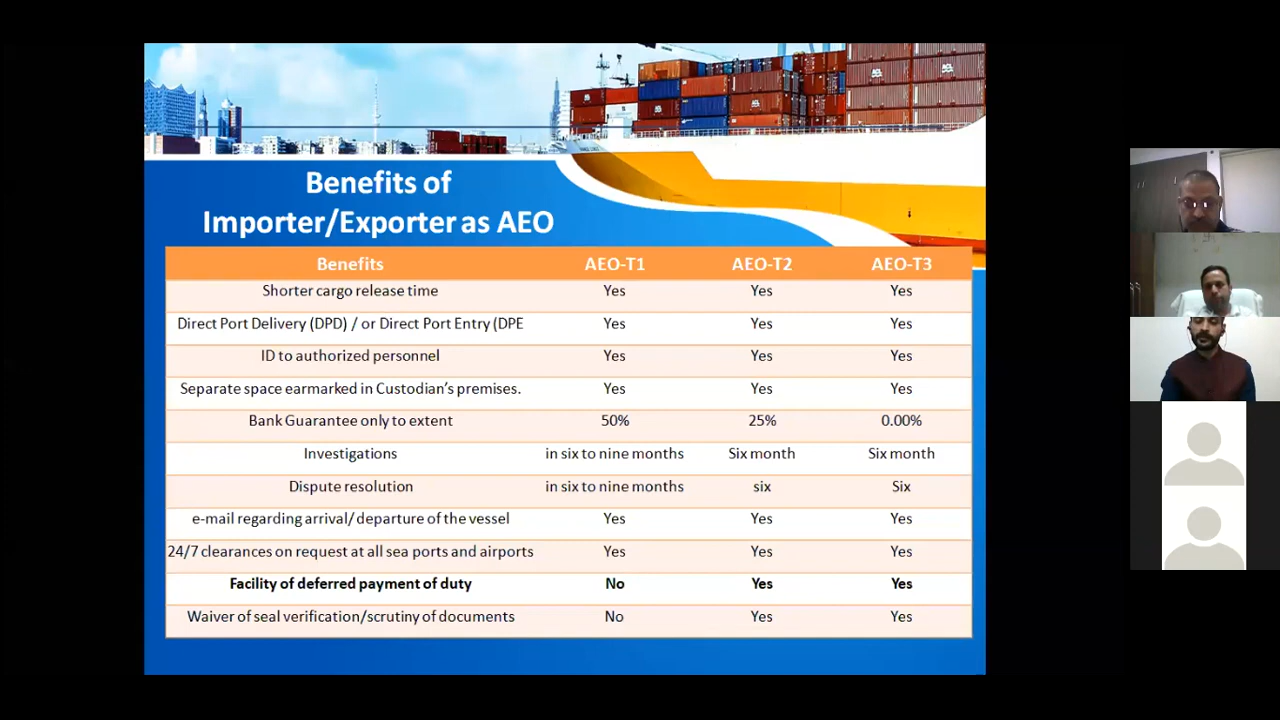 Benefits of
Importer/Exporter as AEO
Benefits AEO-T1 AEO-T2 AEO-T3
Shorter cargo release time Yes Yes Yes
Direct Port Delivery (DPD) / or Direct Port Entry (DPE Yes Yes Yes
ID to authorized personnel Yes Yes Yes
Separate space earmarked in Custodian's premises. Yes Yes Yes
Bank Guarantee only to extent 50% 25% 0.00%
Investigations in six to nine months Six month Six month
Dispute resolution in six to nine months six Six
e-mail regarding arrival/ departure of the vessel Yes Yes Yes
24/7 clearances on request at all sea ports and airports Yes Yes Yes
Facility of deferred payment of duty No Yes Yes
Waiver of seal verification/scrutiny of documents No Yes Yes